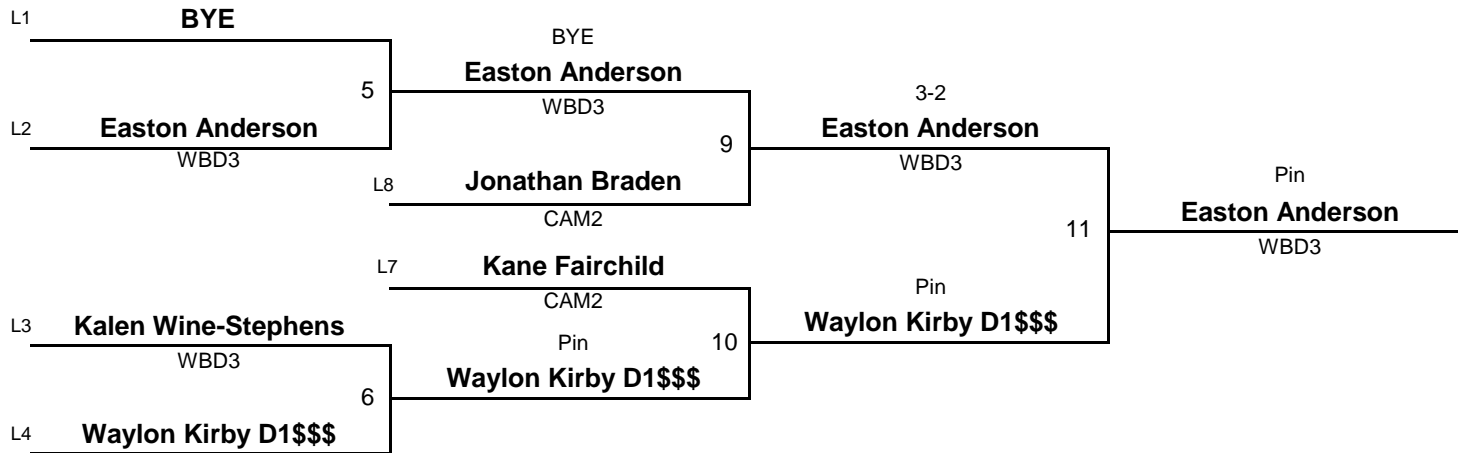 L1 BYE
BYE
Easton Anderson
5
WBD3
3-2
L2 Easton Anderson
Easton Anderson
WBD3
9
WBD3
L8 Jonathan Braden
Pin
CAM2
Easton Anderson
11
WBD3
L7 Kane Fairchild
CAM2
Pin
L3 Kalen Wine-Stephens
Waylon Kirby D1$$$
WBD3
Pin
10
Waylon Kirby D1$$$
6
L4 Waylon Kirby D1$$$